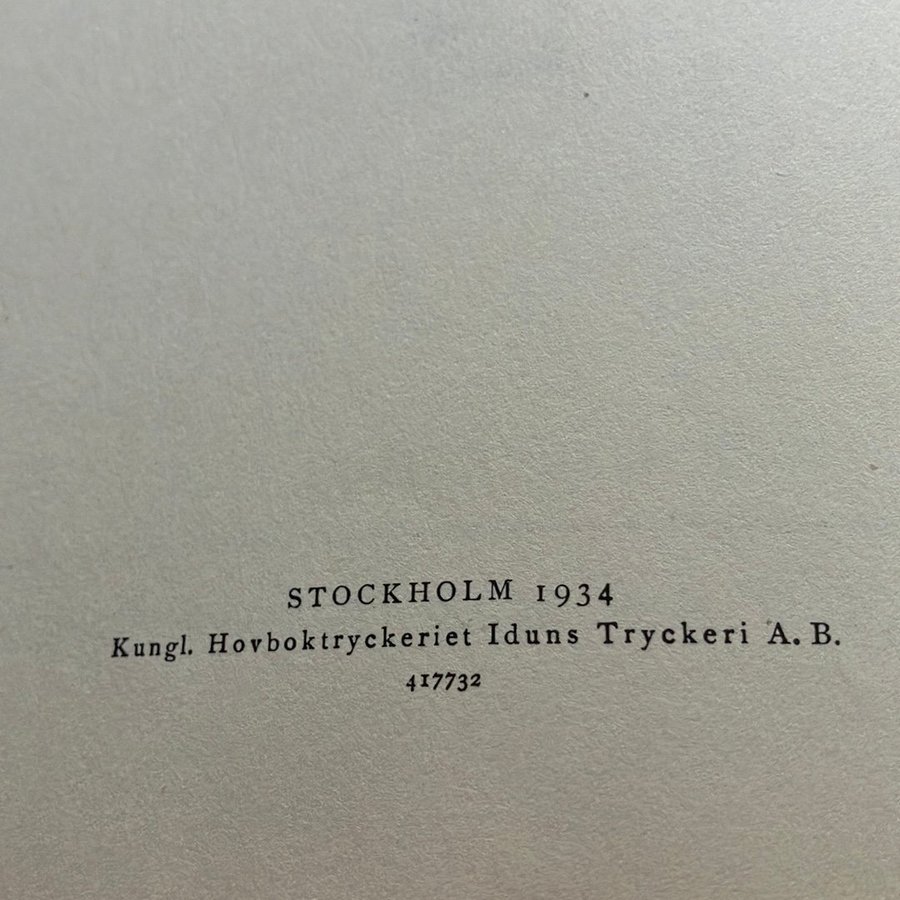 STOCKHOLM 1934
Kungl. Hovboktryckeriet Iduns Tryckeri A. B.
417732